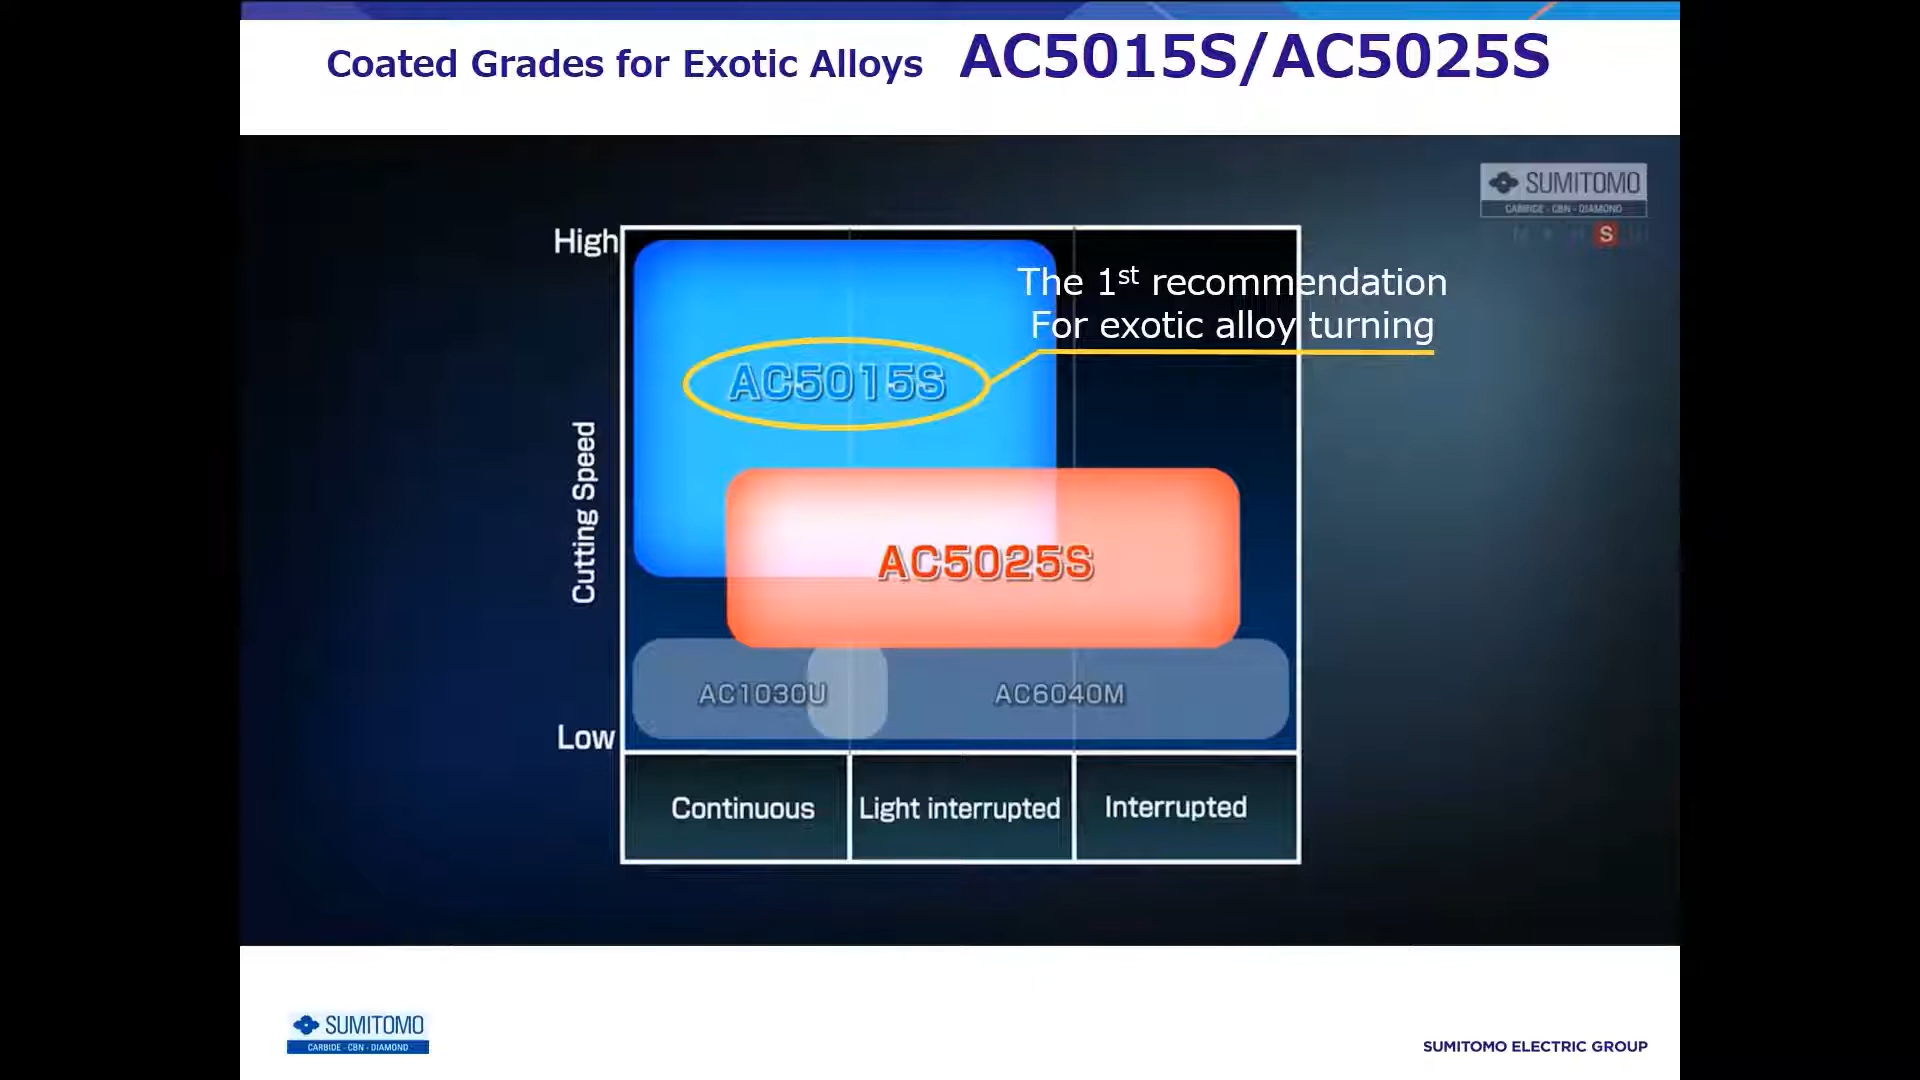 Coated Grades for Exotic Alloys AC5015S/AC5025S
SUMITOMO
CARBIDE - CBN - DIAMOND
S
High
The 1st recommendation
For exotic alloy turning
AC5015S
Cutting Speed
AC5025S
AC1030U
AC6040M
Low
Continuous
Light interrupted
Interrupted
SUMITOMO
CARBIDE - CBN - DIAMOND
SUMITOMO ELECTRIC GROUP